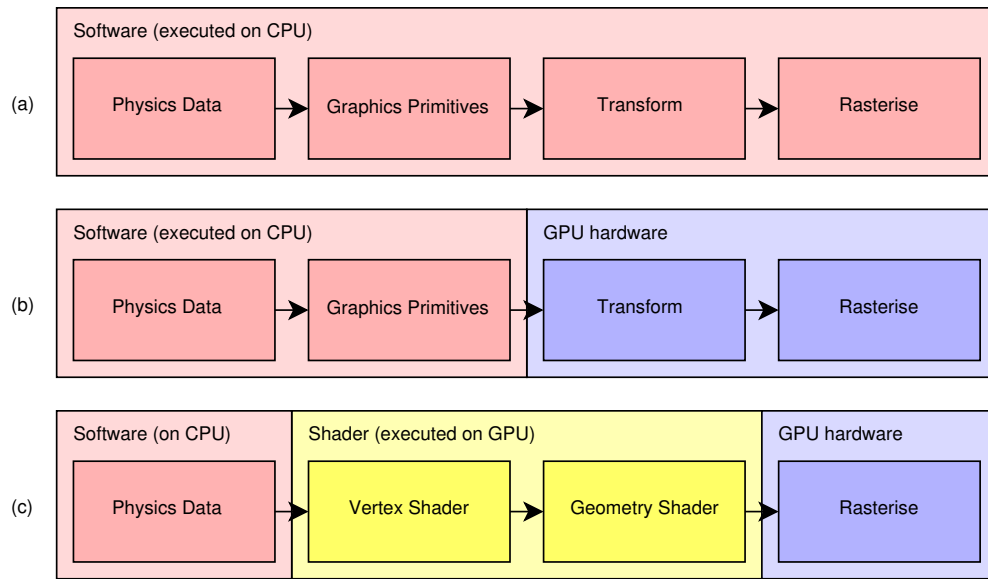 Software (executed on CPU)
(a)
Physics Data
Graphics Primitives
Transform
Rasterise
Software (executed on CPU)
GPU hardware
(b)
Physics Data
Graphics Primitives
Transform
Rasterise
Software (on CPU)
Shader (executed on GPU)
GPU hardware
(c)
Physics Data
Vertex Shader
Geometry Shader
Rasterise